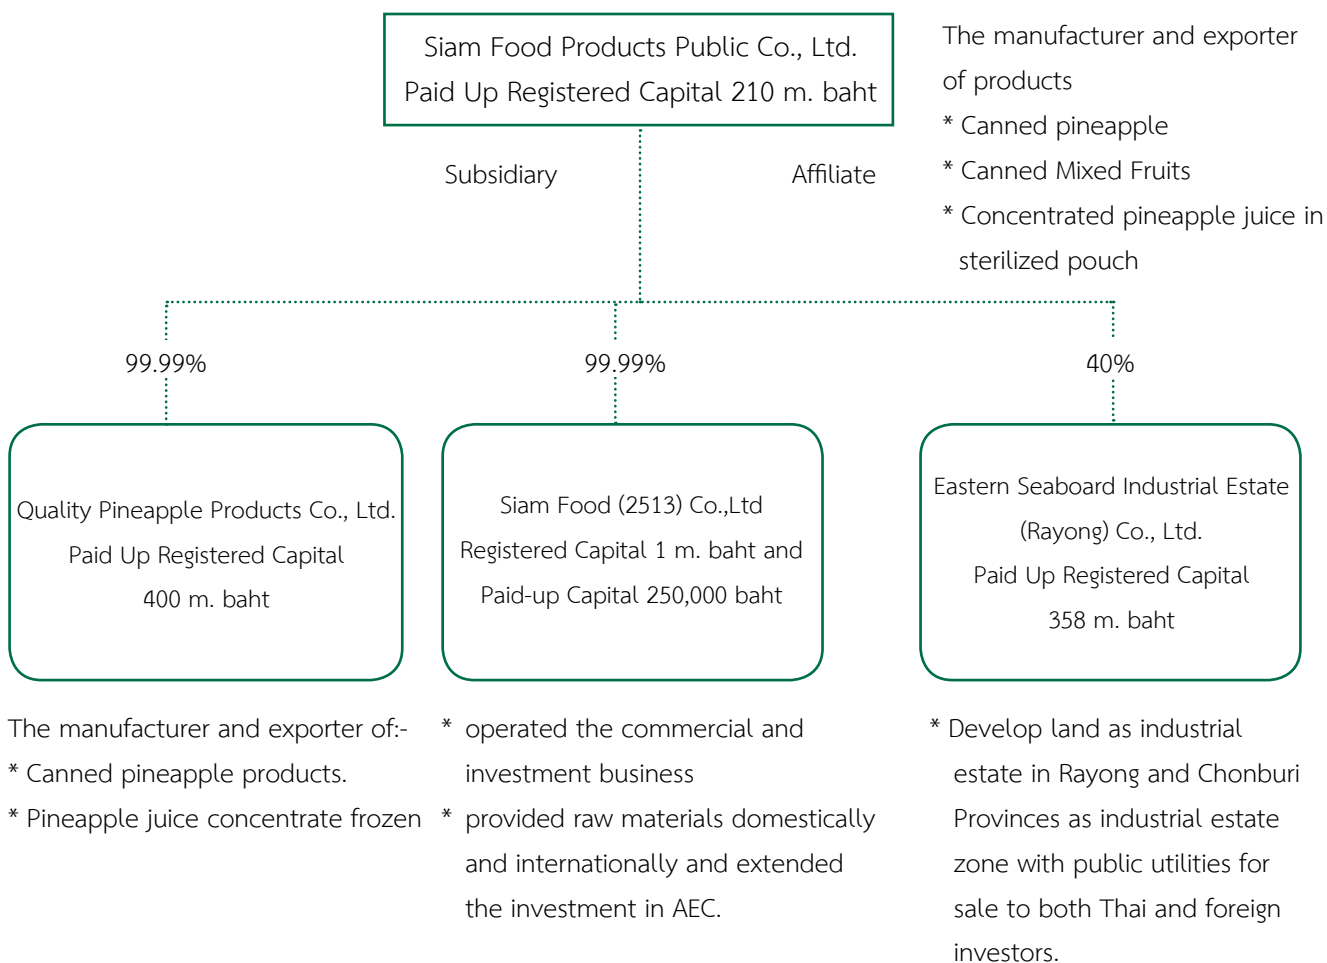 Siam Food Products Public Co., Ltd.
Paid Up Registered Capital 210 m. baht
The manufacturer and exporter
of products
* Canned pineapple
* Canned Mixed Fruits
* Concentrated pineapple juice in
sterilized pouch
Subsidiary
Affiliate
99.99%
99.99%
40%
Quality Pineapple Products Co., Ltd.
Paid Up Registered Capital
400 m. baht
Siam Food (2513) Co.,Ltd
Registered Capital 1 m. baht and
Paid-up Capital 250,000 baht
Eastern Seaboard Industrial Estate
(Rayong) Co., Ltd.
Paid Up Registered Capital
358 m. baht
The manufacturer and exporter of:-
* Canned pineapple products.
* Pineapple juice concentrate frozen
* operated the commercial and
investment business
* provided raw materials domestically
and internationally and extended
the investment in AEC.
* Develop land as industrial
estate in Rayong and Chonburi
Provinces as industrial estate
zone with public utilities for
sale to both Thai and foreign
investors.